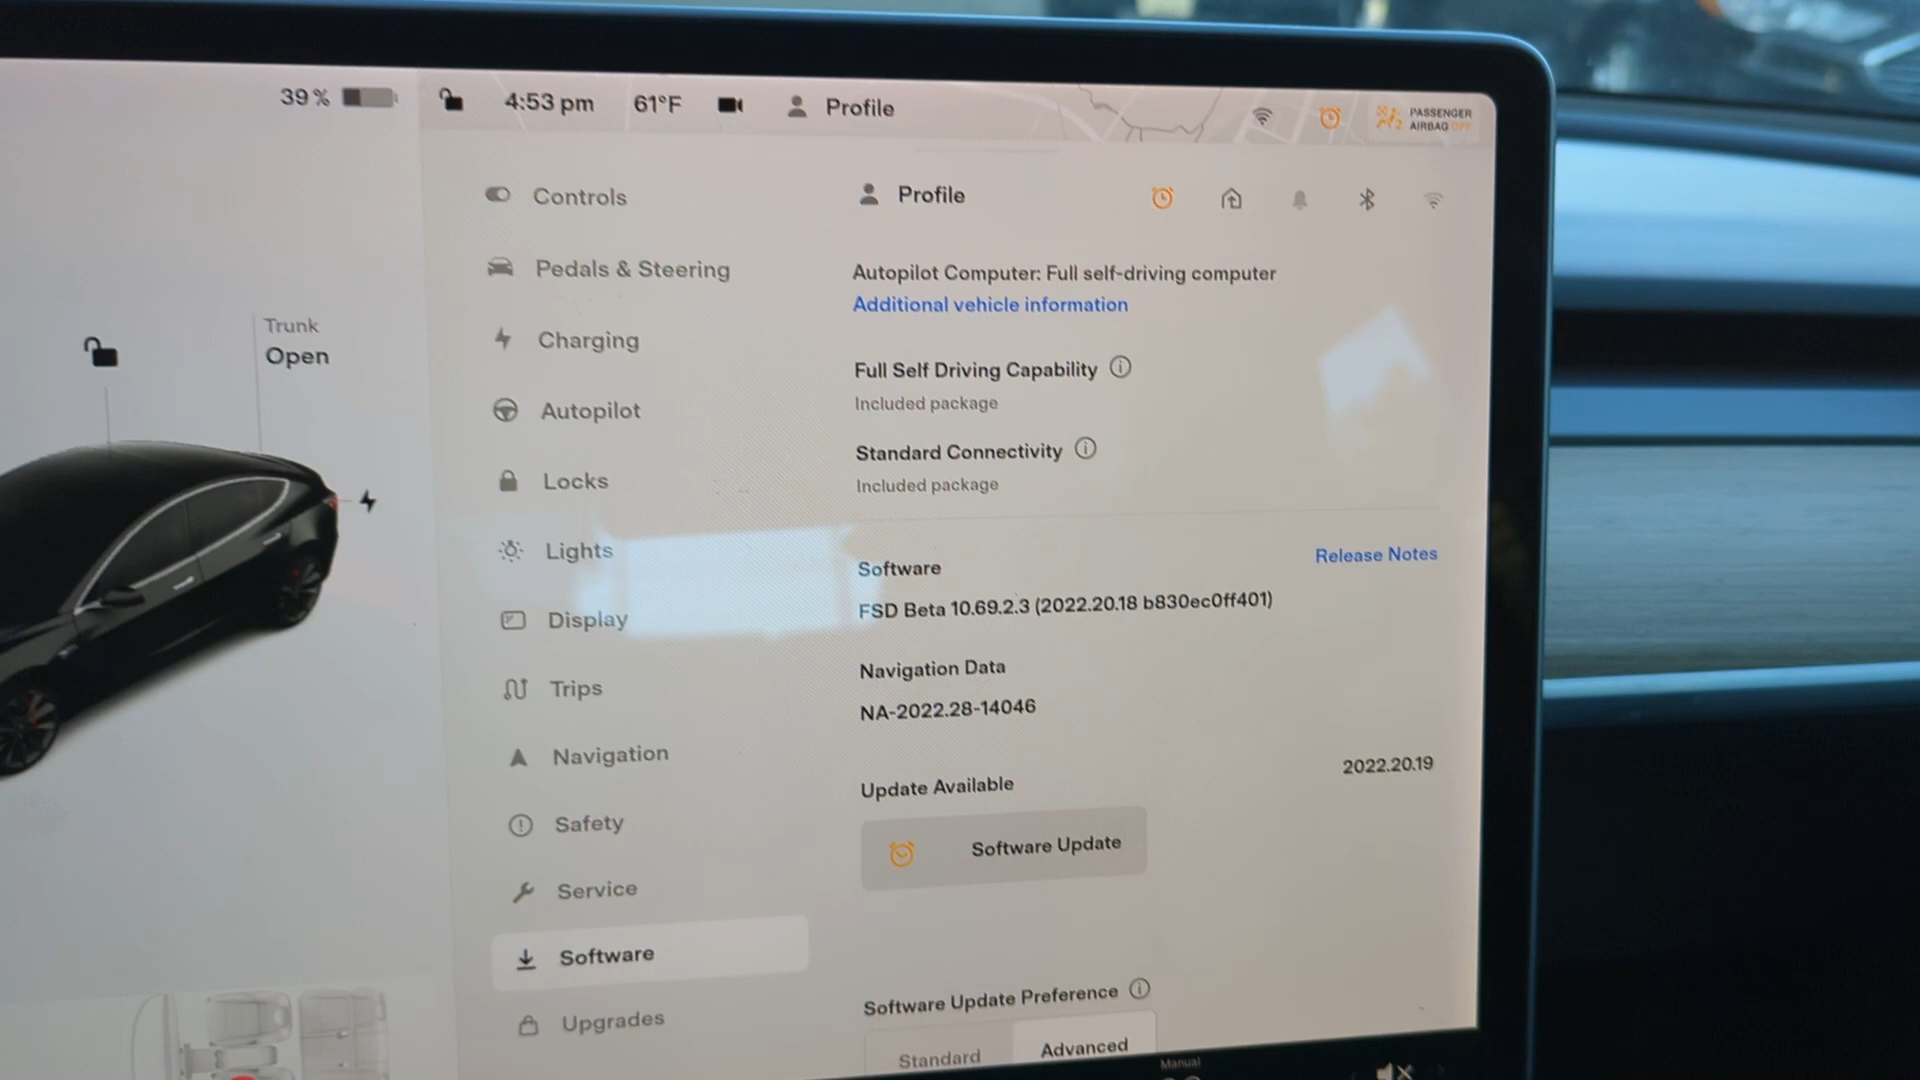 39 %
4:53 pm
61°F
Profile
PASSENGER
AIRBAG OFF
Trunk
Open
Controls
Pedals & Steering
Charging
Autopilot
Locks
Lights
Display
Trips
Navigation
Safety
Service
Software
Upgrades
Profile
Autopilot Computer: Full self-driving computer
Additional vehicle information
Full Self Driving Capability
Included package
Standard Connectivity
Included package
Software
Release Notes
FSD Beta 10.69.2.3 (2022.20.18 b830ec0ff401)
Navigation Data
NA-2022.28-14046
Update Available
2022.20.19
Software Update
Software Update Preference
Standard
Advanced
Manual